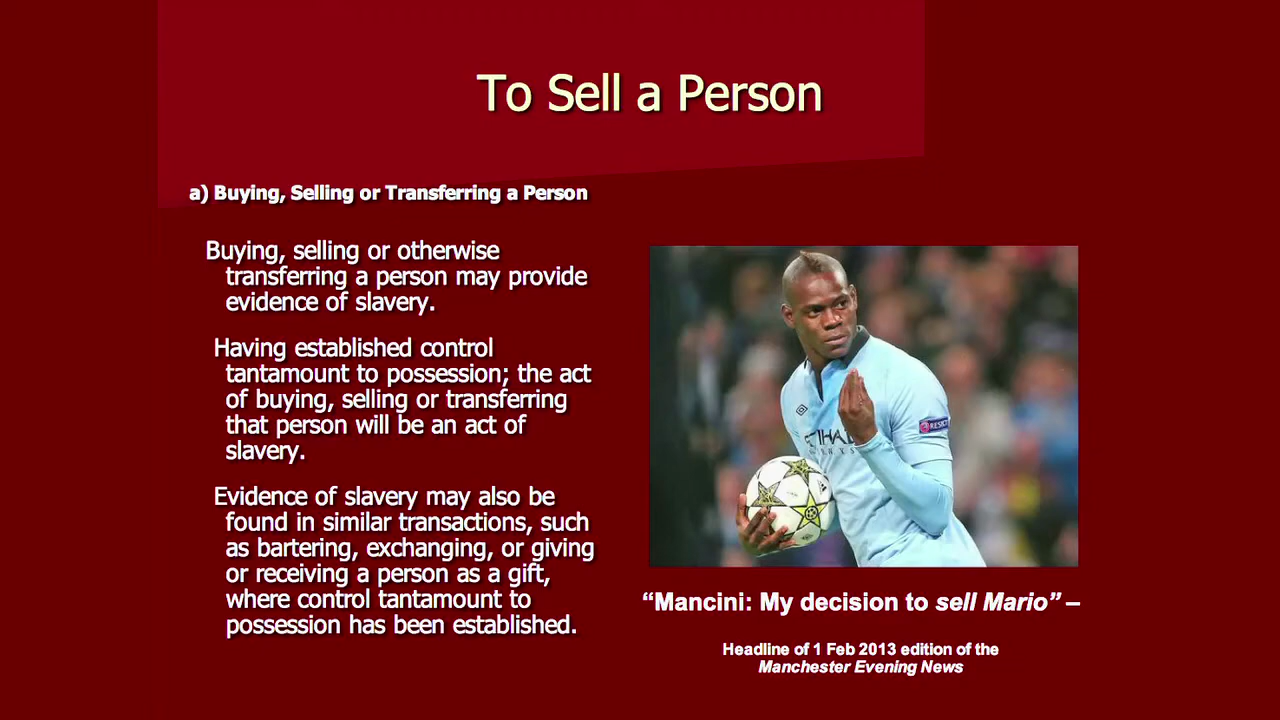 To Sell a Person
a) Buying, Selling or Transferring a Person
Buying, selling or otherwise
transferring a person may provide
evidence of slavery.
Having established control
tantamount to possession; the act
of buying, selling or transferring
that person will be an act of
slavery.
Evidence of slavery may also be
found in similar transactions, such
as bartering, exchanging, or giving
or receiving a person as a gift,
where control tantamount to
possession has been established.
RESPECT
“Mancini: My decision to sell Mario” –
Headline of 1 Feb 2013 edition of the
Manchester Evening News